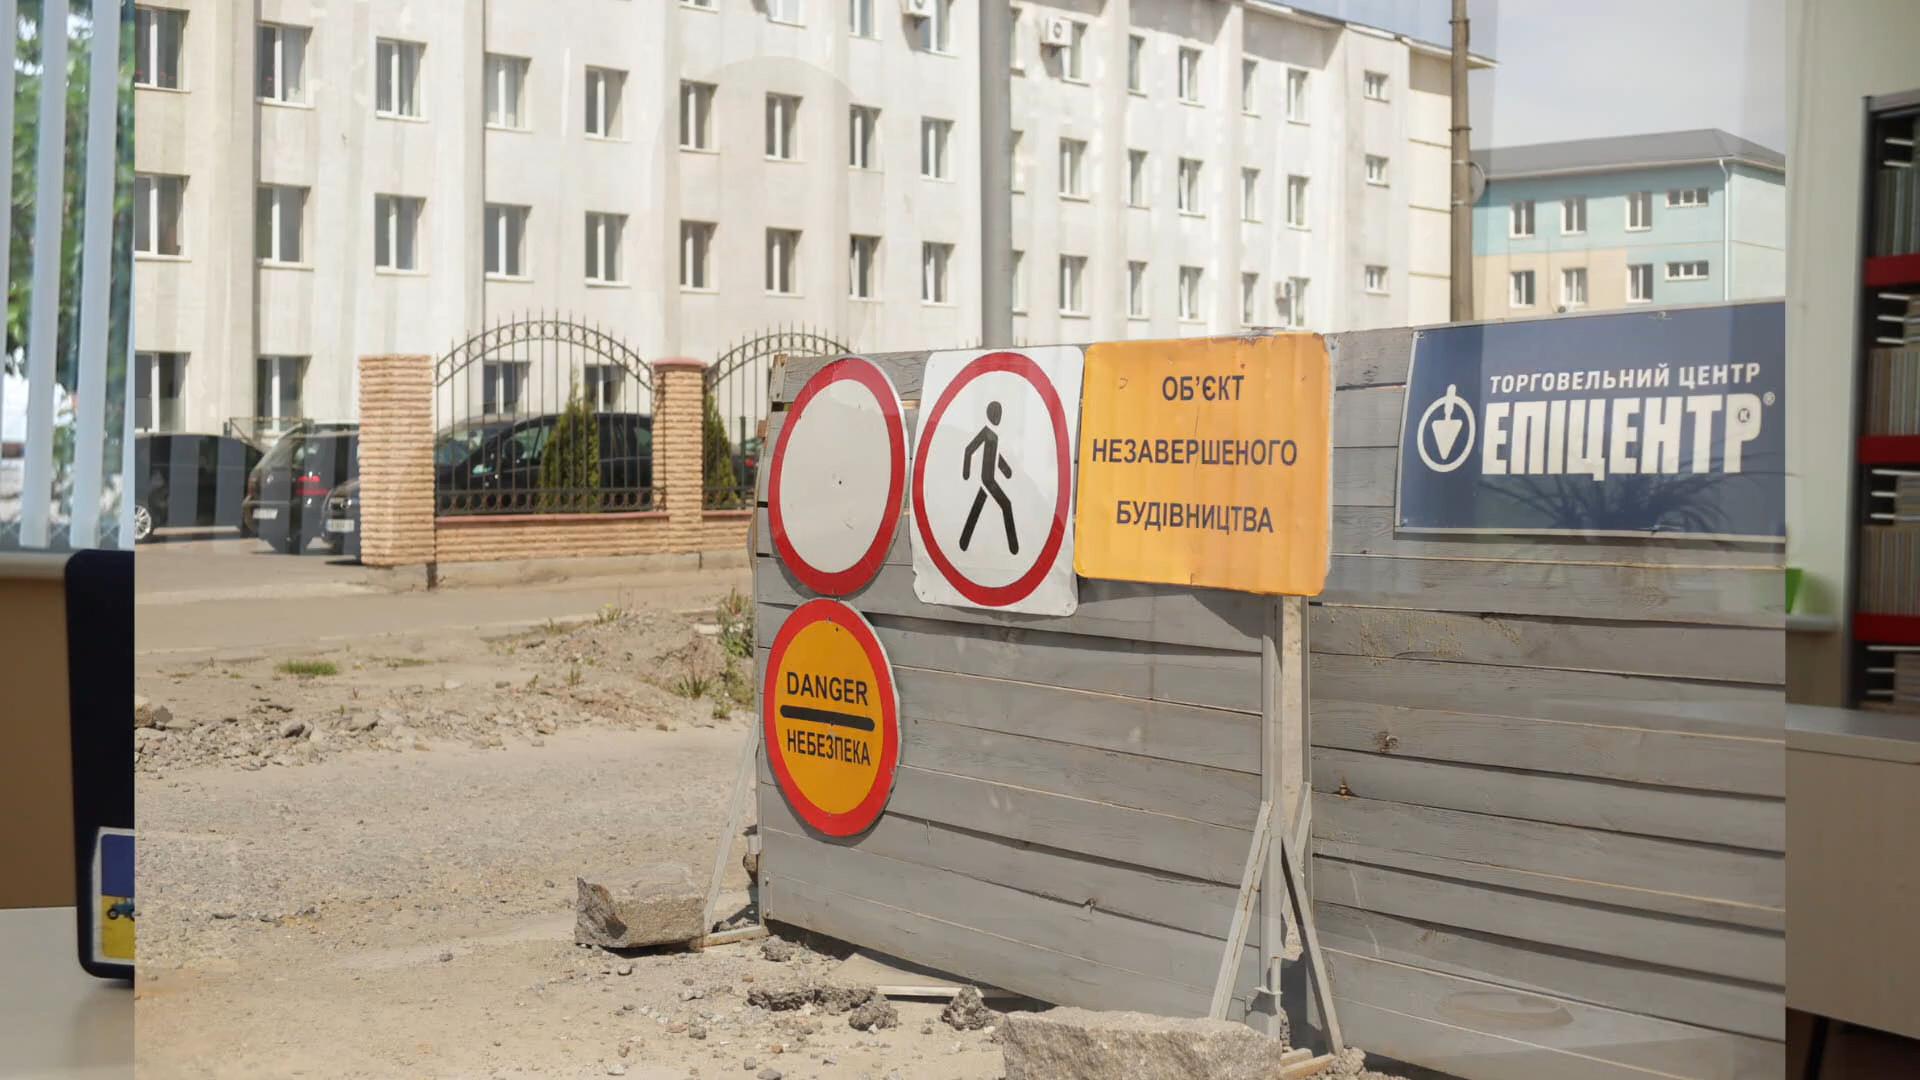 ОБ’ЄКТ
НЕЗАВЕРШЕНОГО
БУДІВНИЦТВА
ТОРГОВЕЛЬНИЙ ЦЕНТР
ЕПІЦЕНТР К®
DANGER
НЕБЕЗПЕКА